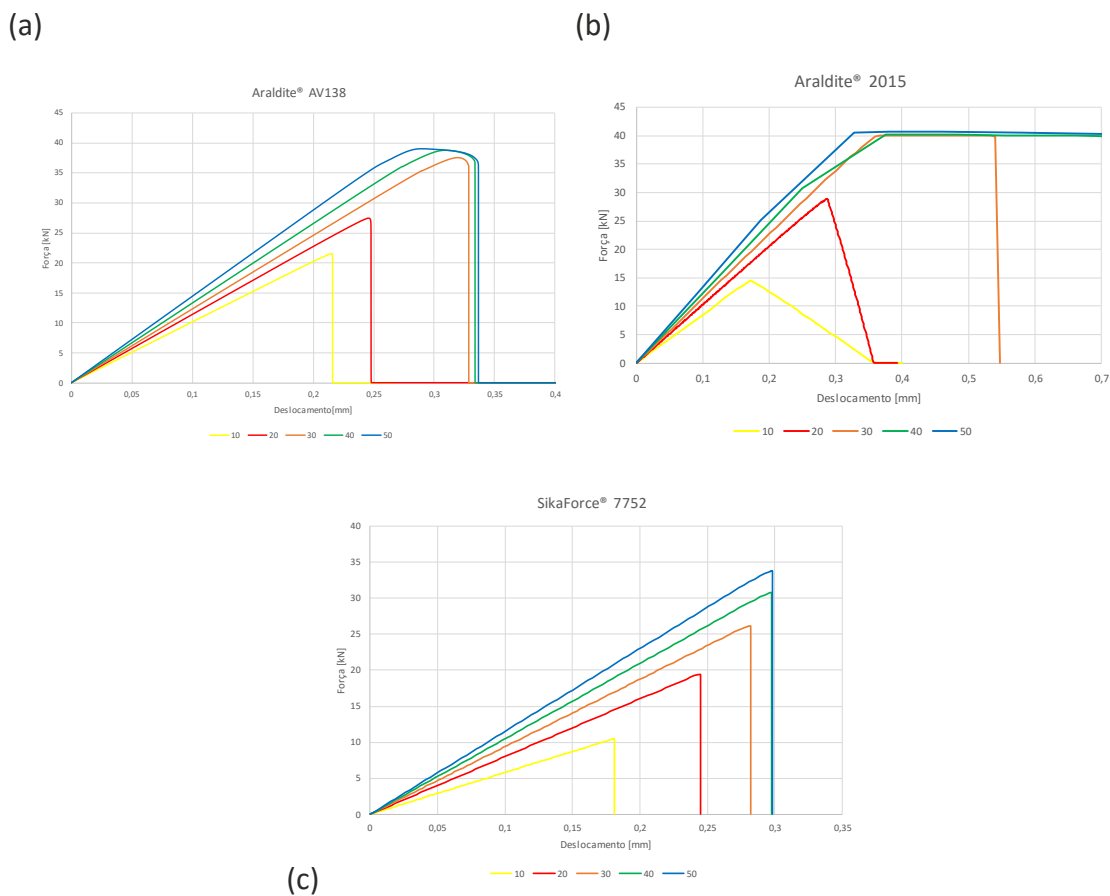 (a)
Araldite® AV138
Força [kN]
45
40
35
30
25
20
15
10
5
0
0 0,05 0,1 0,15 0,2 0,25 0,3 0,35 0,4
Deslocamento[mm]
10 20 30 40 50
(b)
Araldite® 2015
Força [kN]
45
40
35
30
25
20
15
10
5
0
0 0,1 0,2 0,3 0,4 0,5 0,6 0,7
Deslocamento [mm]
10 20 30 40 50
SikaForce® 7752
Força [kN]
40
35
30
25
20
15
10
5
0
0 0,05 0,1 0,15 0,2 0,25 0,3 0,35
Deslocamento [mm]
10 20 30 40 50
(c)